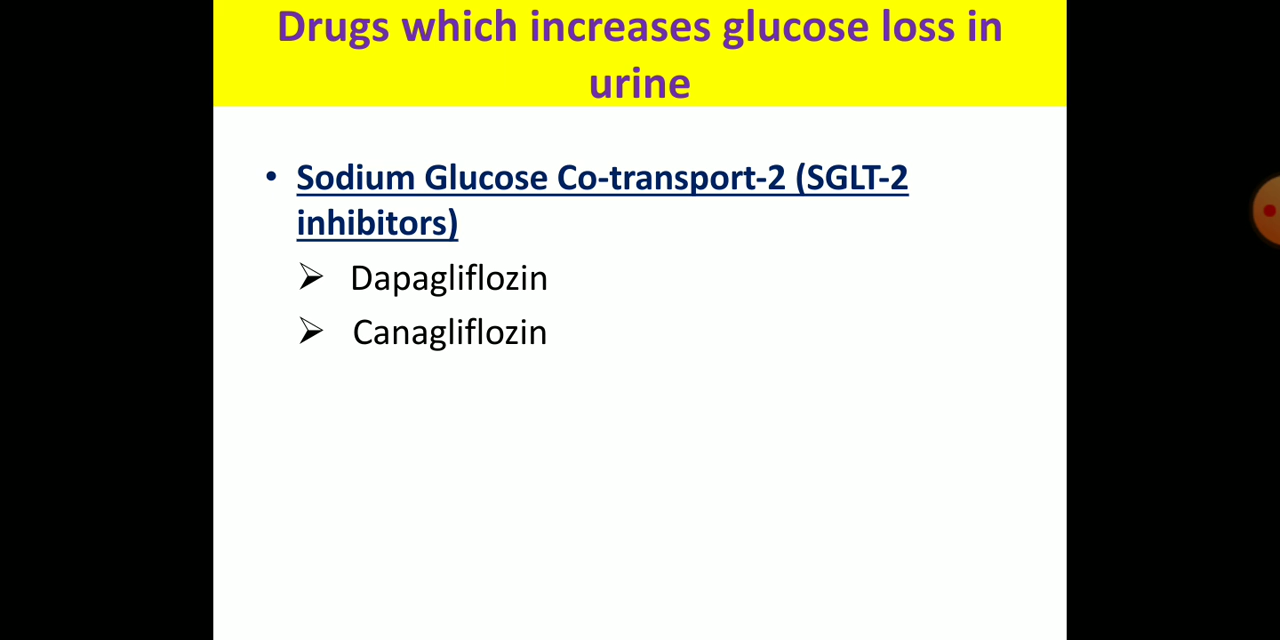 Drugs which increases glucose loss in
urine
• Sodium Glucose Co-transport-2 (SGLT-2
inhibitors)
➢ Dapagliflozin
➢ Canagliflozin